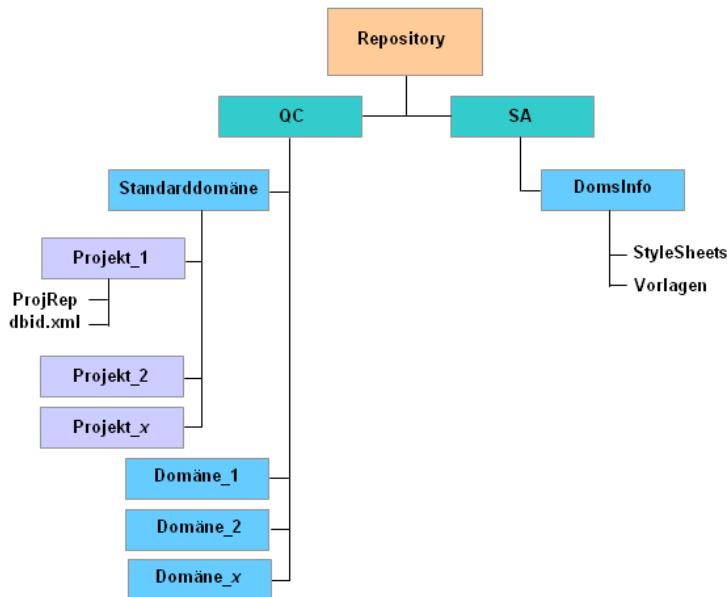 Repository
QC
SA
Standarddomäne
DomsInfo
Projekt_1
StyleSheets
Vorlagen
ProjRep
dbid.xml
Projekt_2
Projekt_x
Domäne_1
Domäne_2
Domäne_x